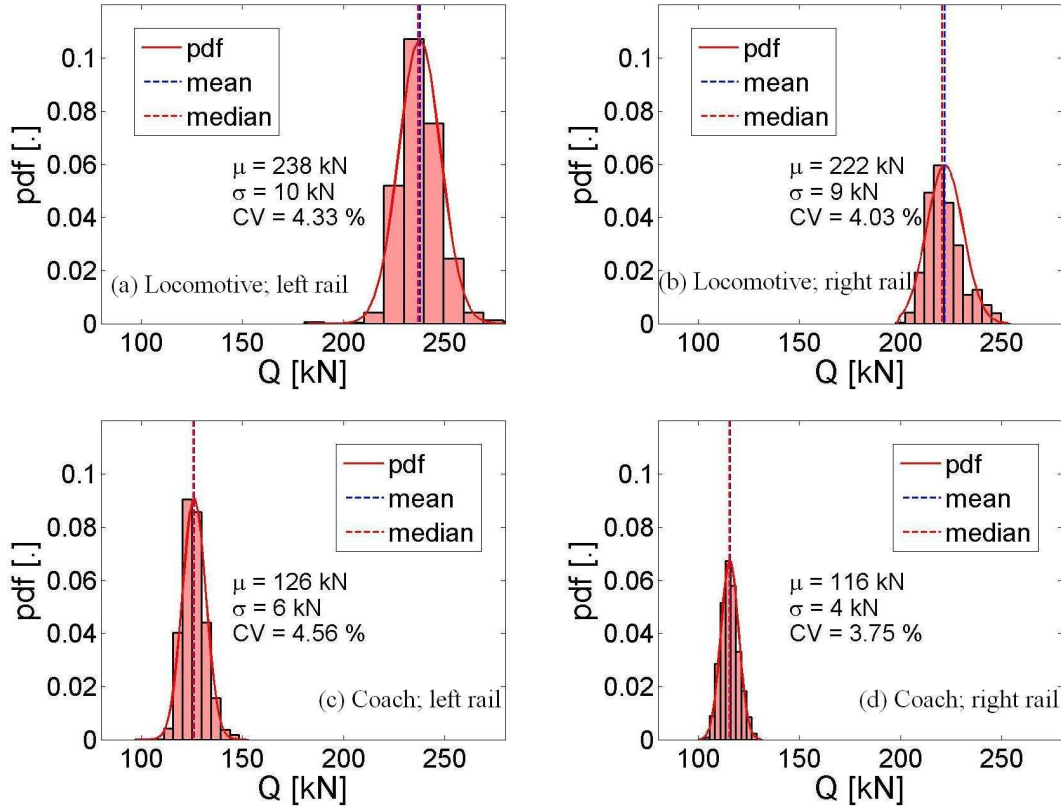 pdf
mean
median
μ = 238 kN
σ = 10 kN
CV = 4.33 %
(a) Locomotive; left rail
0.1
0.08
0.06
0.04
0.02
0
pdf [.]
100 150 200 250
Q [kN]
pdf
mean
median
μ = 222 kN
σ = 9 kN
CV = 4.03 %
(b) Locomotive; right rail
0.1
0.08
0.06
0.04
0.02
0
pdf [.]
100 150 200 250
Q [kN]
pdf
mean
median
μ = 126 kN
σ = 6 kN
CV = 4.56 %
(c) Coach; left rail
0.1
0.08
0.06
0.04
0.02
0
pdf [.]
100 150 200 250
Q [kN]
pdf
mean
median
μ = 116 kN
σ = 4 kN
CV = 3.75 %
(d) Coach; right rail
0.1
0.08
0.06
0.04
0.02
0
pdf [.]
100 150 200 250
Q [kN]